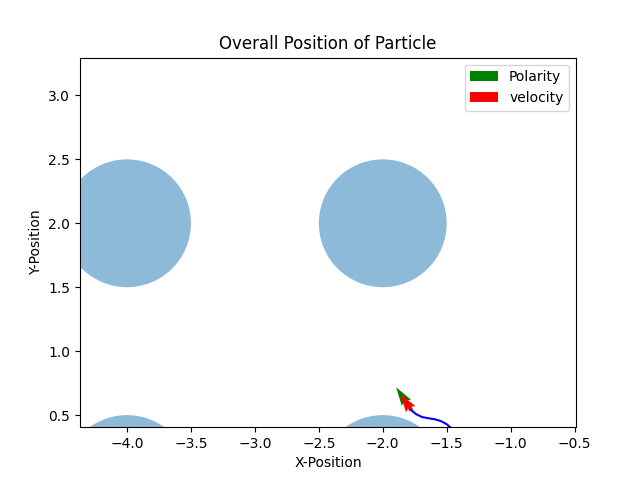 Overall Position of Particle
Polarity
velocity
Y-Position
3.0
2.5
2.0
1.5
1.0
0.5
−4.0 −3.5 −3.0 −2.5 −2.0 −1.5 −1.0 −0.5
X-Position